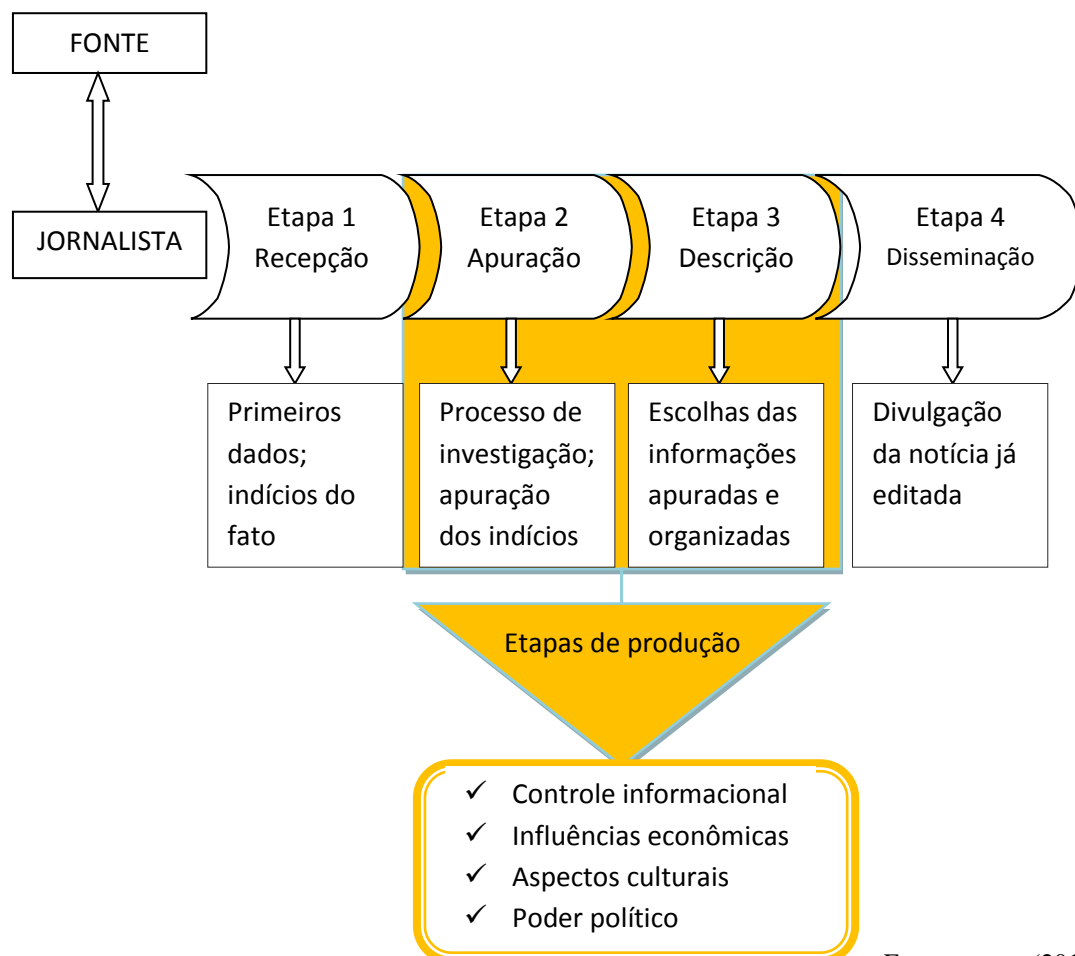 FONTE
JORNALISTA
Etapa 1
Recepção
Etapa 2
Apuração
Etapa 3
Descrição
Etapa 4
Disseminação
Primeiros
dados;
indícios do
fato
Processo de
investigação;
apuração
dos indícios
Escolhas das
informações
apuradas e
organizadas
Divulgação
da notícia já
editada
Etapas de produção
✓ Controle informacional
✓ Influências econômicas
✓ Aspectos culturais
✓ Poder político